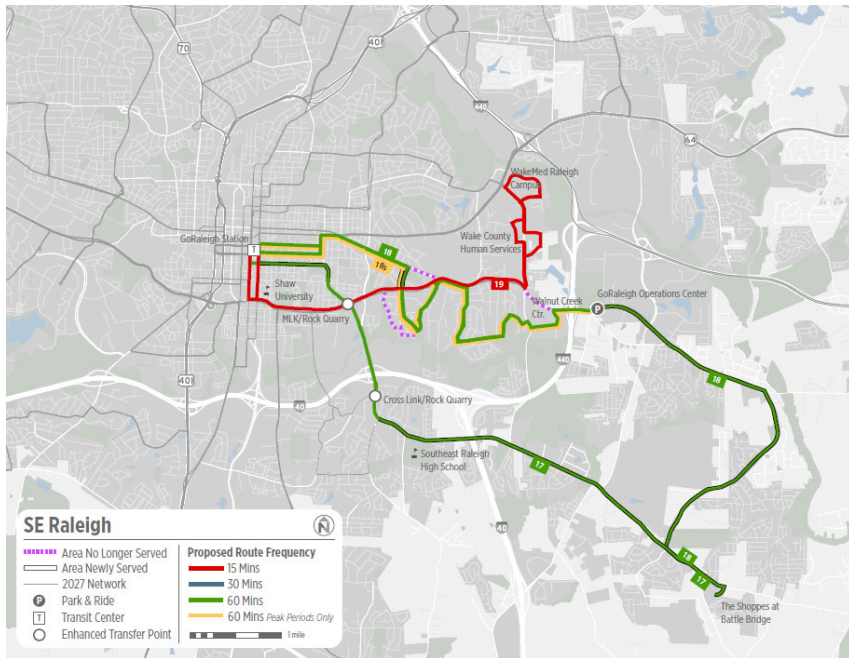 40
70
401
440
64
WakeMed Raleigh
Campus
Wake County
Human Services
GoRaleigh Station
T
18
18s
Shaw
University
19
MLK/Rock Quarry
Walnut Creek
Ctr.
GoRaleigh Operations Center
P
440
18
401
40
40
Cross Link/Rock Quarry
Southeast Raleigh
High School
17
40
18
17
The Shoppes at
Battle Bridge
SE Raleigh
N
Area No Longer Served
Area Newly Served
2027 Network
P Park & Ride
T Transit Center
Enhanced Transfer Point
Proposed Route Frequency
15 Mins
30 Mins
60 Mins
60 Mins Peak Periods Only
1 mile